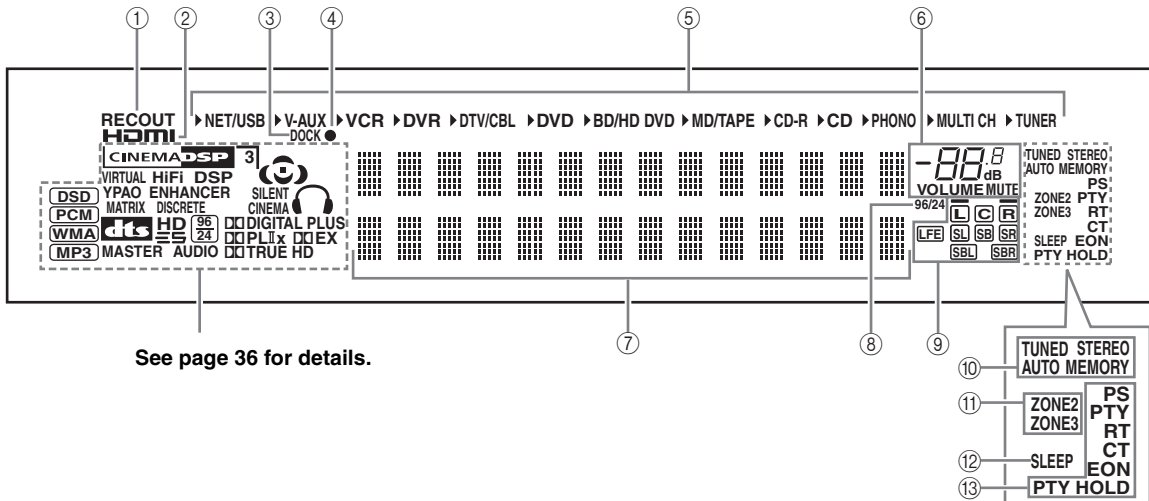 ① ② ③ ④ ⑤ ⑥
RECOUT
HDMI
▶NET/USB ▶V-AUX ▶VCR ▶DVR ▶DTV/CBL ▶DVD ▶BD/HD DVD ▶MD/TAPE ▶CD-R ▶CD ▶PHONO ▶MULTI CH ▶TUNER
DOCK ●
CINEMA DSP 3
VIRTUAL HiFi DSP
YPAO ENHANCER
MATRIX DISCRETE
SILENT
CINEMA
DSD
PCM
WMA
MP3
dts HD ES 96/24
MASTER AUDIO
DIGITAL PLUS
PLIIx EX
TRUE HD
-88.8
dB
VOLUME MUTE
96/24
L C R
LFE SL SB SR
SBL SBR
TUNED STEREO
AUTO MEMORY
PS
ZONE2 PTY
ZONE3 RT
CT
SLEEP EON
PTY HOLD
⑦ ⑧ ⑨
See page 36 for details.
⑩ TUNED STEREO
AUTO MEMORY
⑪ ZONE2
ZONE3
PS
PTY
RT
CT
EON
⑫ SLEEP
⑬ PTY HOLD